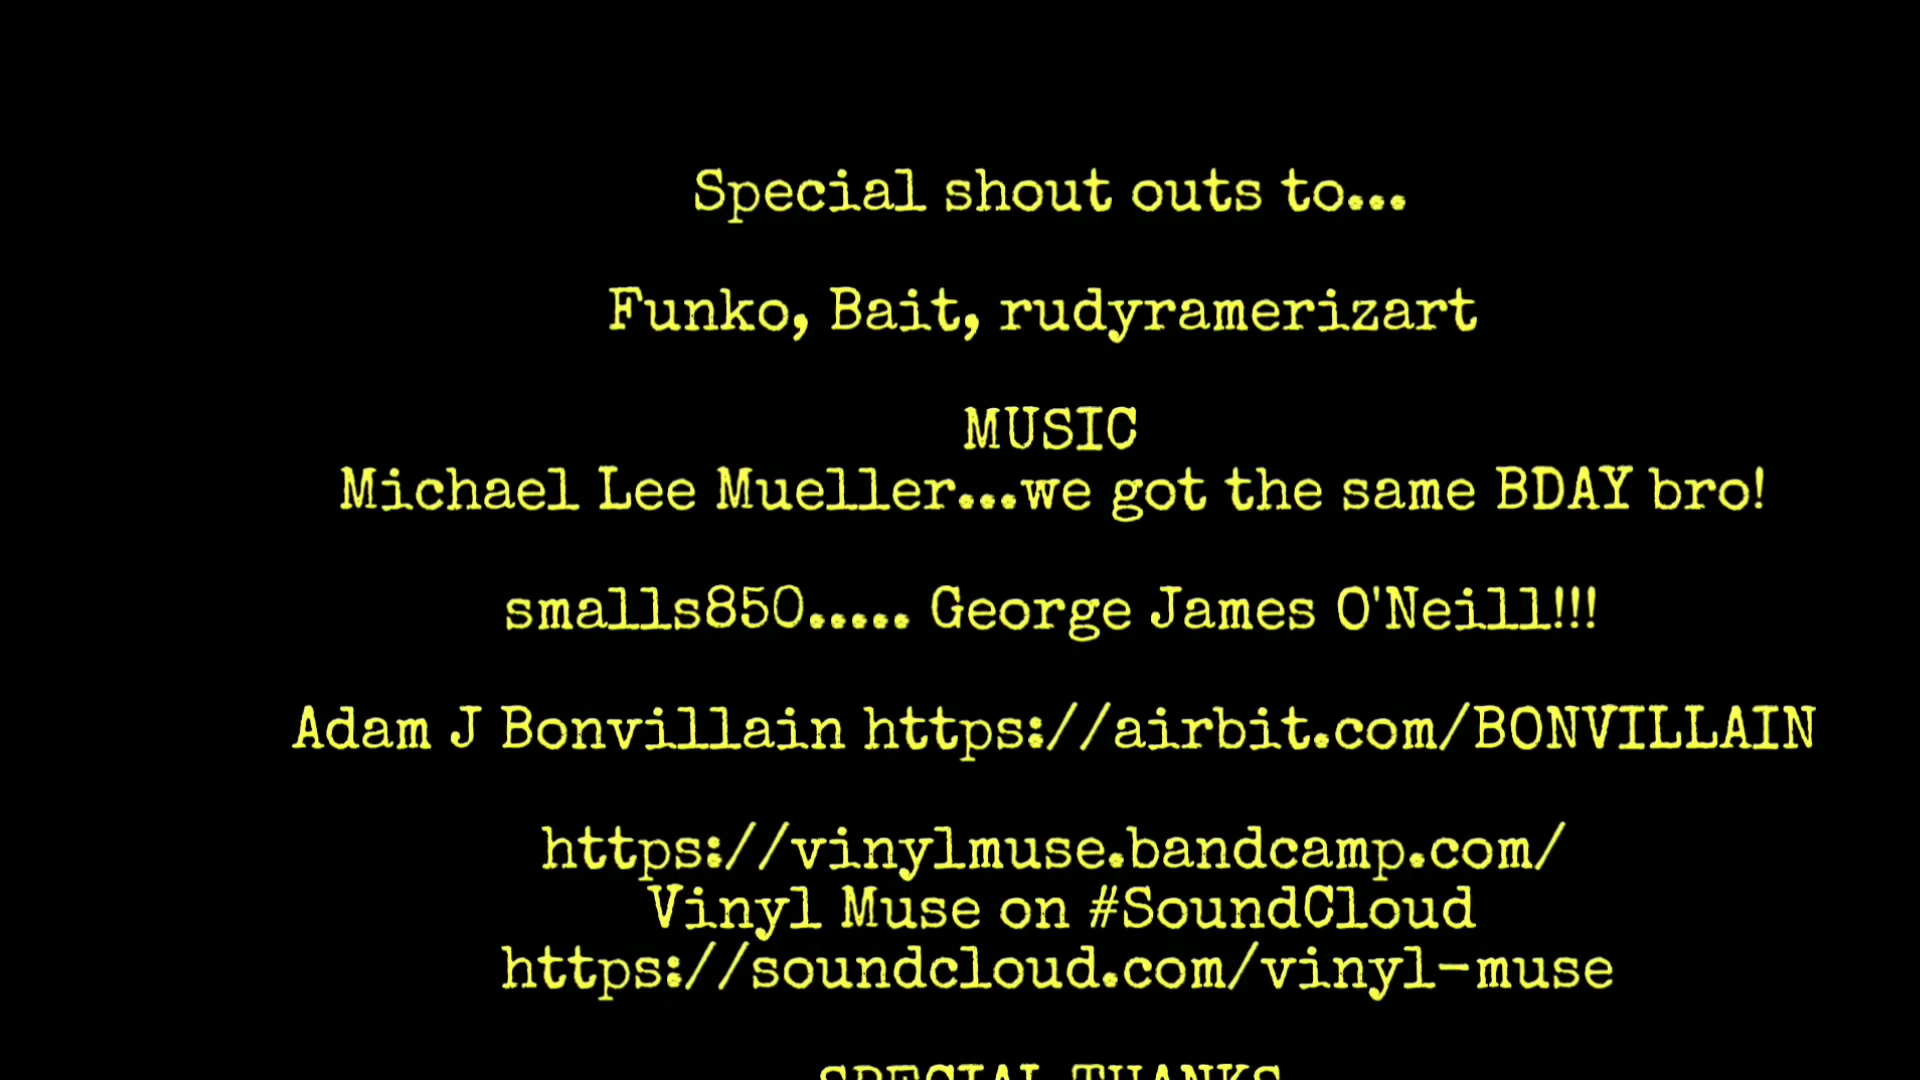 Special shout outs to...
Funko, Bait, rudyramerizart
MUSIC
Michael Lee Mueller...we got the same BDAY bro!
smalls850..... George James O'Neill!!!
Adam J Bonvillain https://airbit.com/BONVILLAIN
https://vinylmuse.bandcamp.com/
Vinyl Muse on #SoundCloud
https://soundcloud.com/vinyl-muse
SPECIAL THANKS